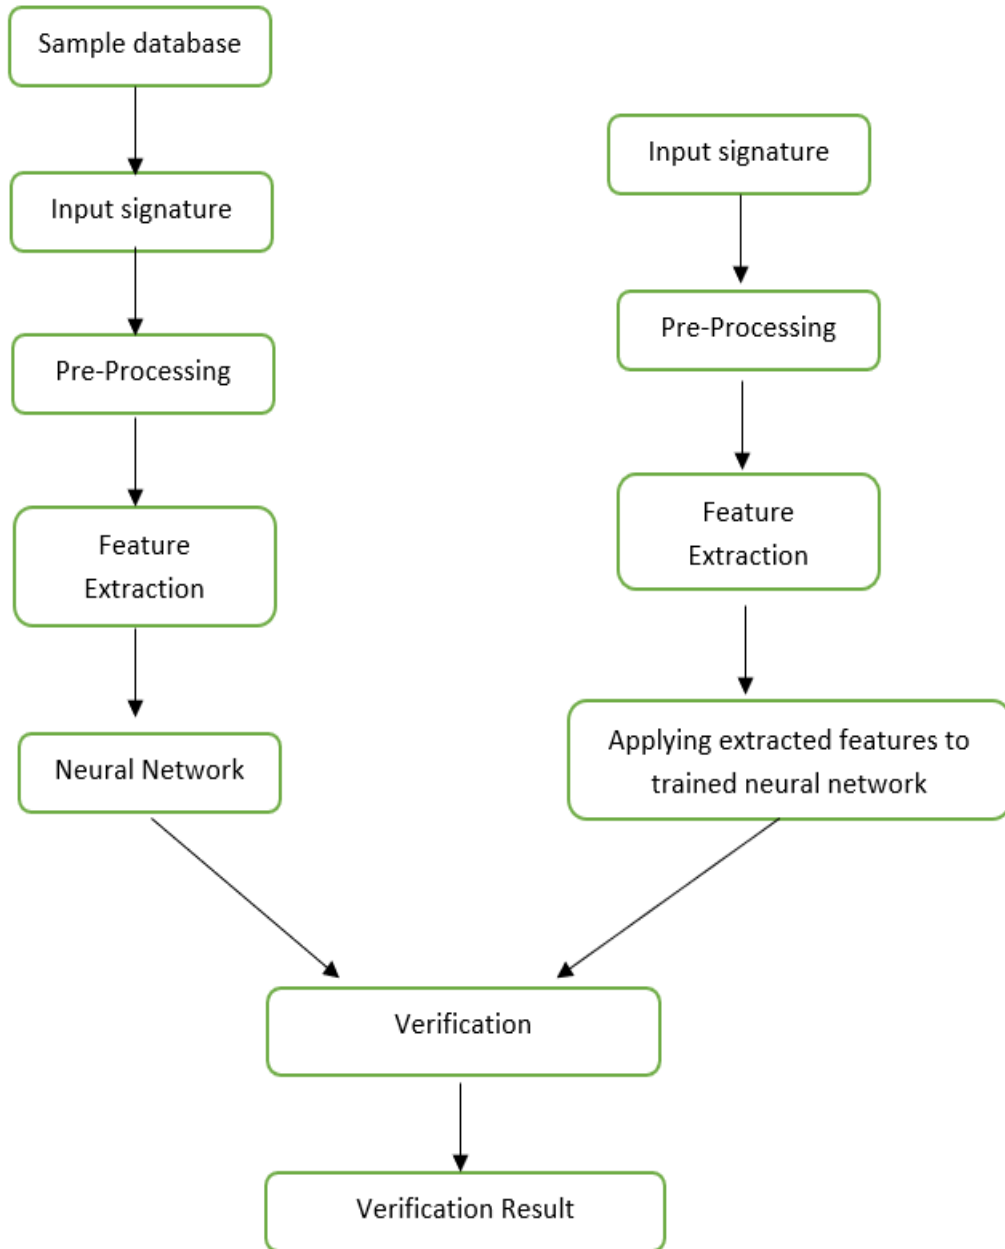 Sample database
Input signature
Pre-Processing
Feature
Extraction
Neural Network
Input signature
Pre-Processing
Feature
Extraction
Applying extracted features to
trained neural network
Verification
Verification Result